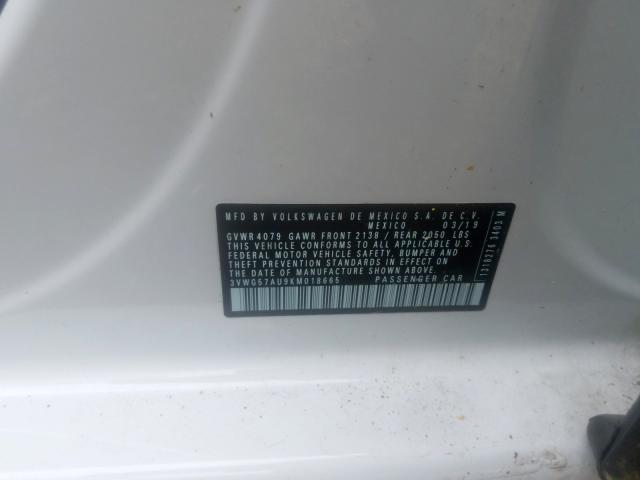 MFD BY VOLKSWAGEN DE MEXICO S.A. DE C.V.
MEXICO 03/19
GVWR 4079 GAWR FRONT 2138 / REAR 2050 LBS
THIS VEHICLE CONFORMS TO ALL APPLICABLE U.S.
FEDERAL MOTOR VEHICLE SAFETY, BUMPER AND
THEFT PREVENTION STANDARDS IN EFFECT ON
THE DATE OF MANUFACTURE SHOWN ABOVE.
3VWG57AU9KM018665 PASSENGER CAR
1318276 3403 M